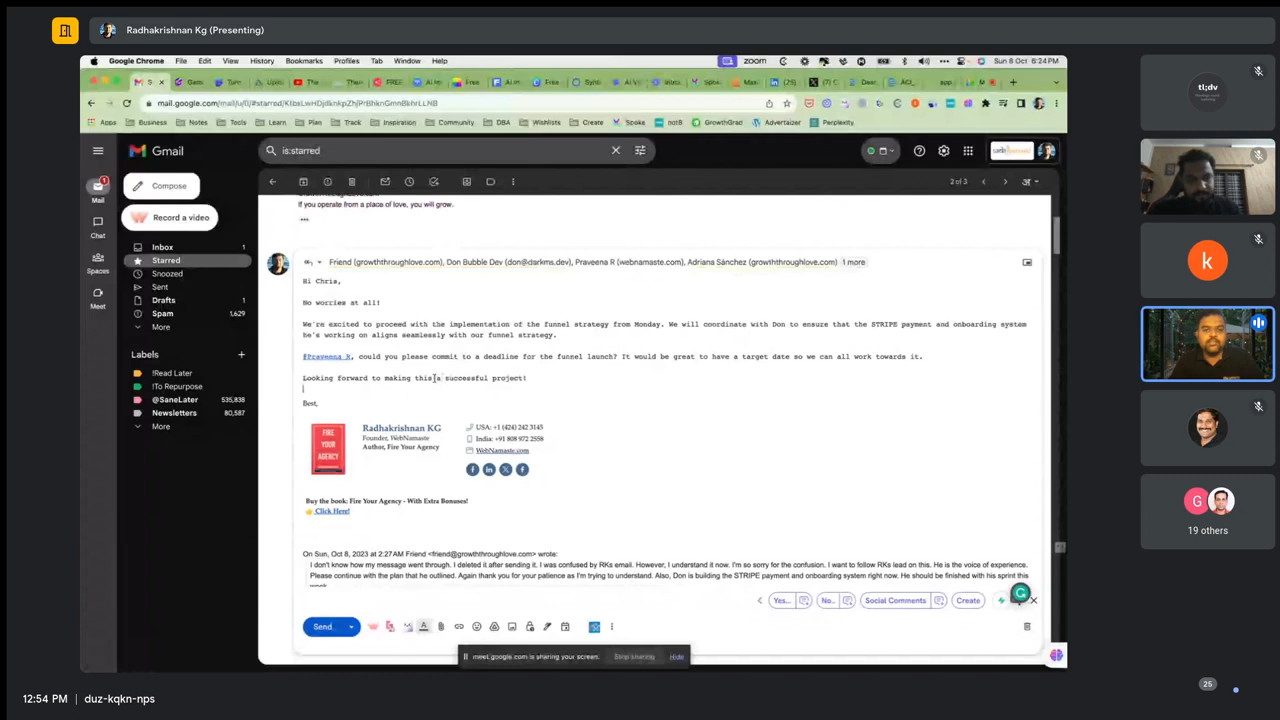 Radhakrishnan Kg (Presenting)
Google Chrome File Edit View History Bookmarks Profiles Tab Window Help
zoom
Sun 8 Oct 6:24PM
Apps Business Notes Tools Learn Plan Track Inspiration Community DBA Wishlists Create Spoke not8 GrowthGrad Advertaizer Perplexity
Gmail
is:starred
Compose
2 of 3
1
Mail
Record a video
If you operate from a place of love, you will grow.
Chat
Inbox 1
Starred
Spaces
Snoozed
Friend (growththroughlove.com), Don Bubble Dev (don@darkms.dev), Praveena R (webnamaste.com), Adriana Sánchez (growththroughlove.com) 1 more
Sent
Hi Chris,
Meet
Drafts 1
No worries at all!
Spam 1,629
More
We're excited to proceed with the implementation of the funnel strategy from Monday. We will coordinate with Don to ensure that the STRIPE payment and onboarding system
he's working on aligns seamlessly with our funnel strategy.
Labels
@Praveena R, could you please commit to a deadline for the funnel launch? It would be great to have a target date so we can all work towards it.
!Read Later
Looking forward to making this a successful project!
!To Repurpose
@SaneLater 535,838
Best,
Newsletters 80,587
More
FIRE
YOUR
AGENCY
Radhakrishnan KG
Founder, WebNamaste
Author, Fire Your Agency
USA: +1 (424) 242 3145
India: +91 808 972 2558
WebNamaste.com
Buy the book: Fire Your Agency - With Extra Bonuses!
👉 Click Here!
On Sun, Oct 8, 2023 at 2:27AM Friend <friend@growththroughlove.com> wrote:
I don't know how my message went through. I deleted it after sending it. I was confused by RKs email. However, I understand it now. I'm so sorry for the confusion. I want to follow RKs lead on this. He is the voice of experience.
Please continue with the plan that he outlined. Again thank you for your patience as I'm trying to understand. Also, Don is building the STRIPE payment and onboarding system right now. He should be finished with his sprint this
week.
Yes... No.. Social Comments Create
Send
meet.google.com is sharing your screen. Stop sharing Hide
tl;dv
k
G
19 others
25
12:54 PM | duz-kqkn-nps